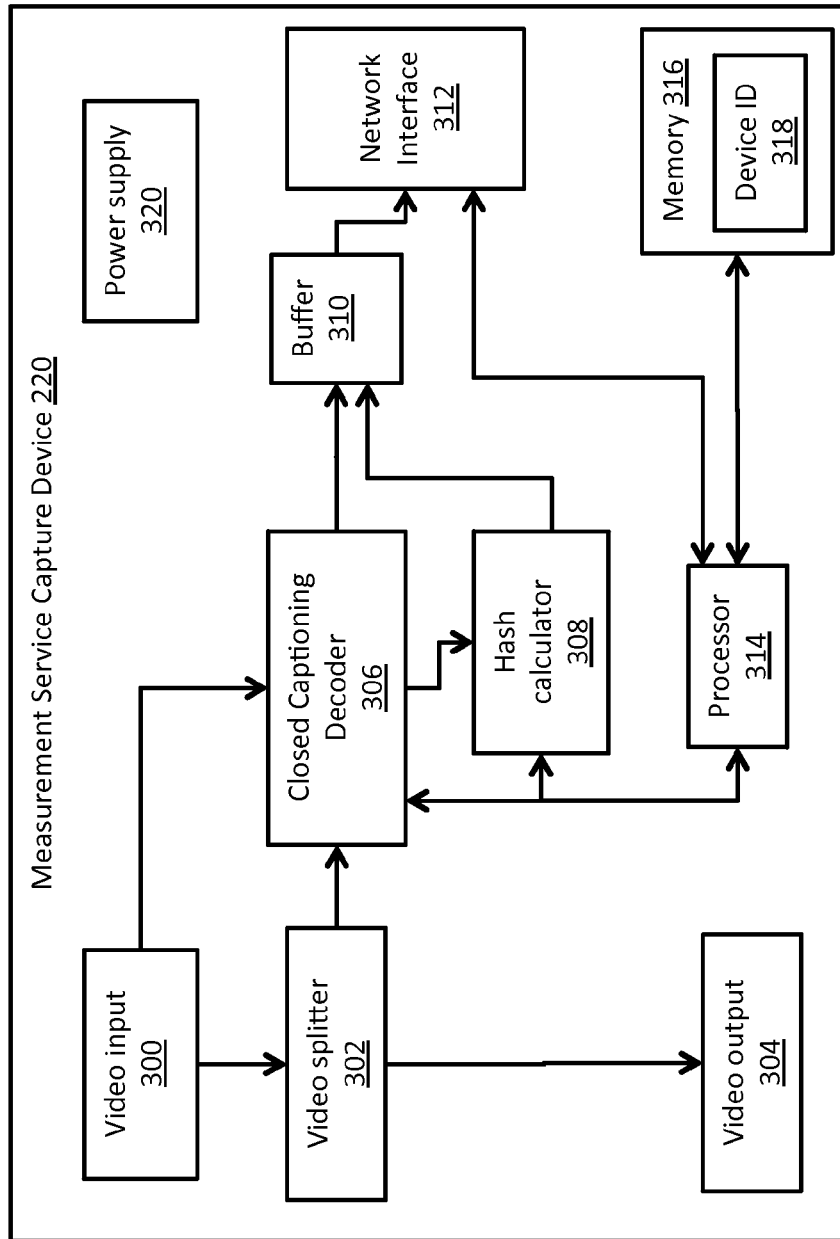 Measurement Service Capture Device 220
Video input
300
Power supply
320
Video splitter
302
Closed Captioning
Decoder
306
Buffer
310
Network
Interface
312
Hash
calculator
308
Video output
304
Processor
314
Memory 316
Device ID
318